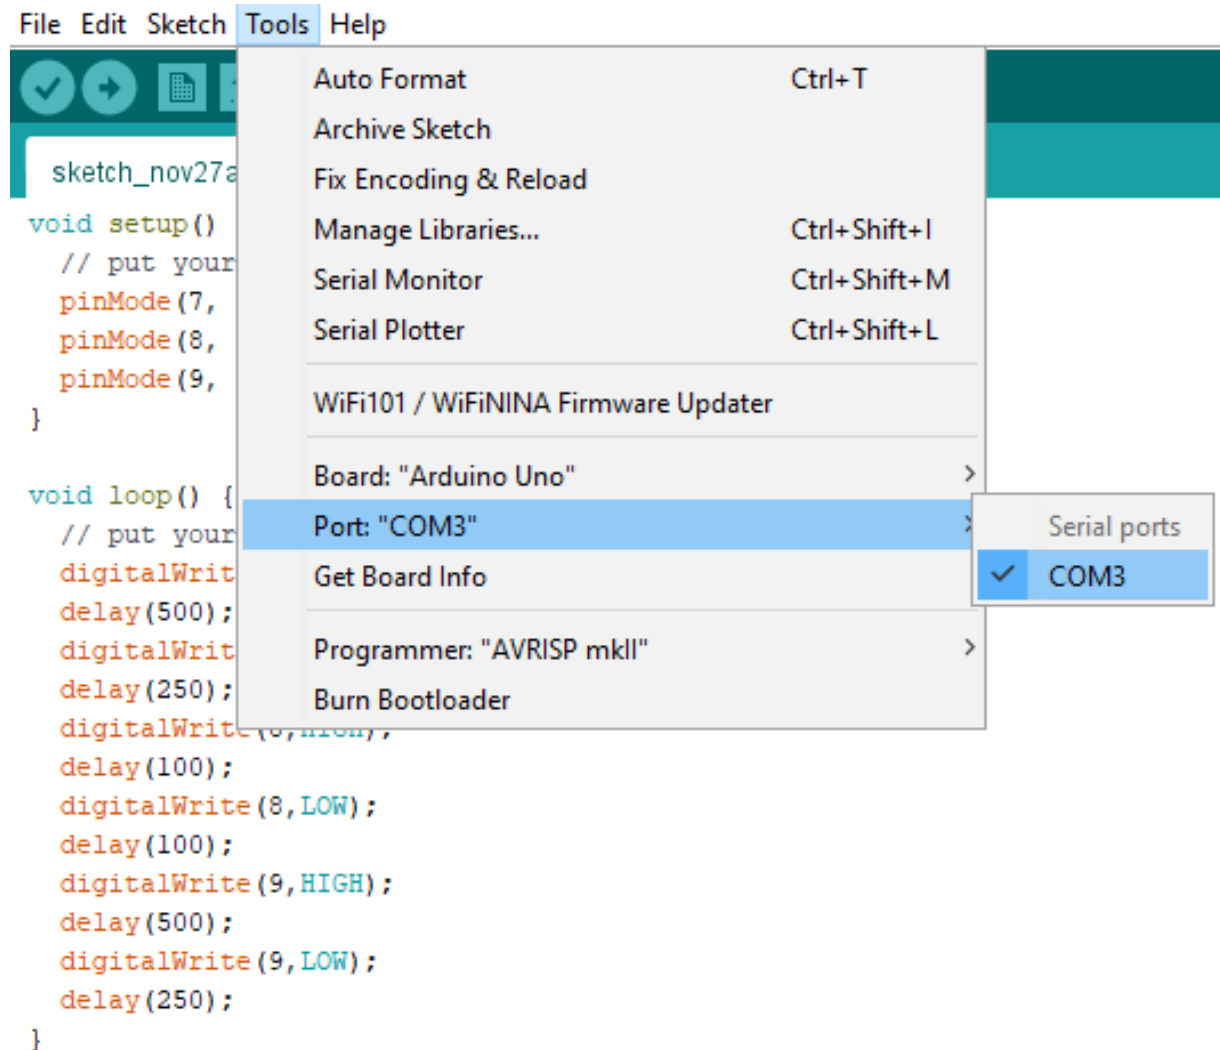 File Edit Sketch Tools Help
Auto Format Ctrl+T
Archive Sketch
Fix Encoding & Reload
Manage Libraries... Ctrl+Shift+I
Serial Monitor Ctrl+Shift+M
Serial Plotter Ctrl+Shift+L
WiFi101 / WiFiNINA Firmware Updater
Board: "Arduino Uno"
Port: "COM3"
Get Board Info
Programmer: "AVRISP mkII"
Burn Bootloader
Serial ports
COM3
sketch_nov27a
void setup()
// put your
pinMode(7,
pinMode(8,
pinMode(9,
}
void loop() {
// put your
digitalWrit
delay(500);
digitalWrit
delay(250);
digitalWrite(8,HIGH);
delay(100);
digitalWrite(8,LOW);
delay(100);
digitalWrite(9,HIGH);
delay(500);
digitalWrite(9,LOW);
delay(250);
}